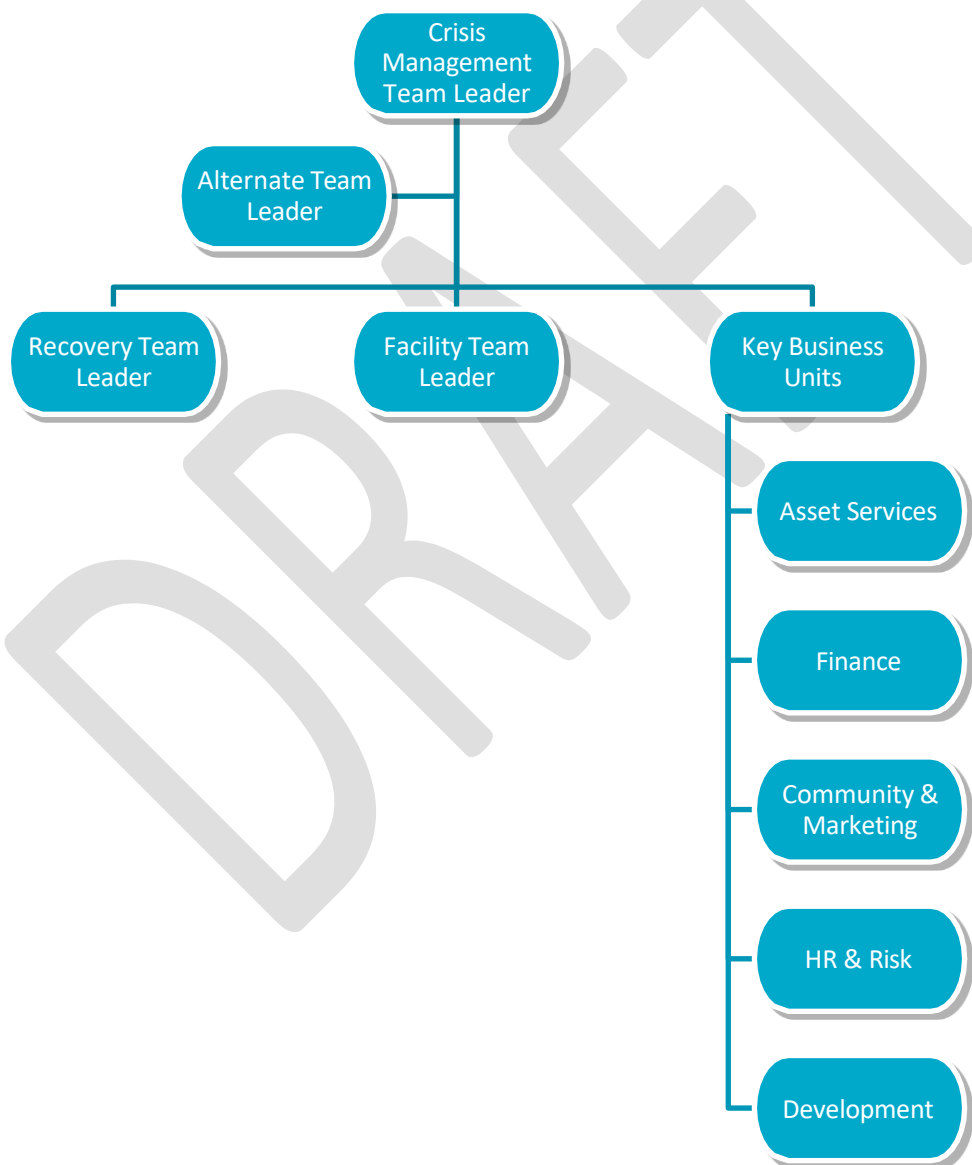 Crisis
Management
Team Leader
Alternate Team
Leader
Recovery Team
Leader
Facility Team
Leader
Key Business
Units
Asset Services
Finance
Community &
Marketing
HR & Risk
Development
DRAFT